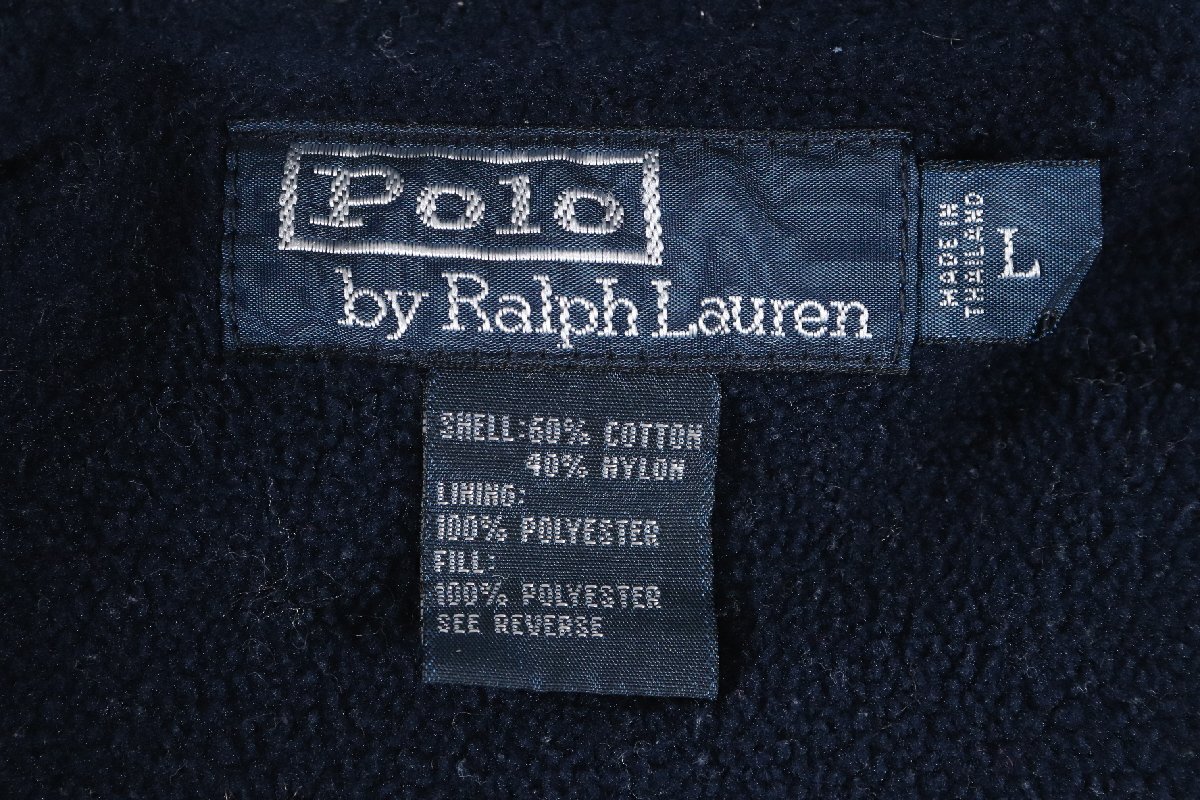 Polo
by Ralph Lauren
MADE IN
THAILAND
L
SHELL:60% COTTON
40% NYLON
LINING:
100% POLYESTER
FILL:
100% POLYESTER
SEE REVERSE